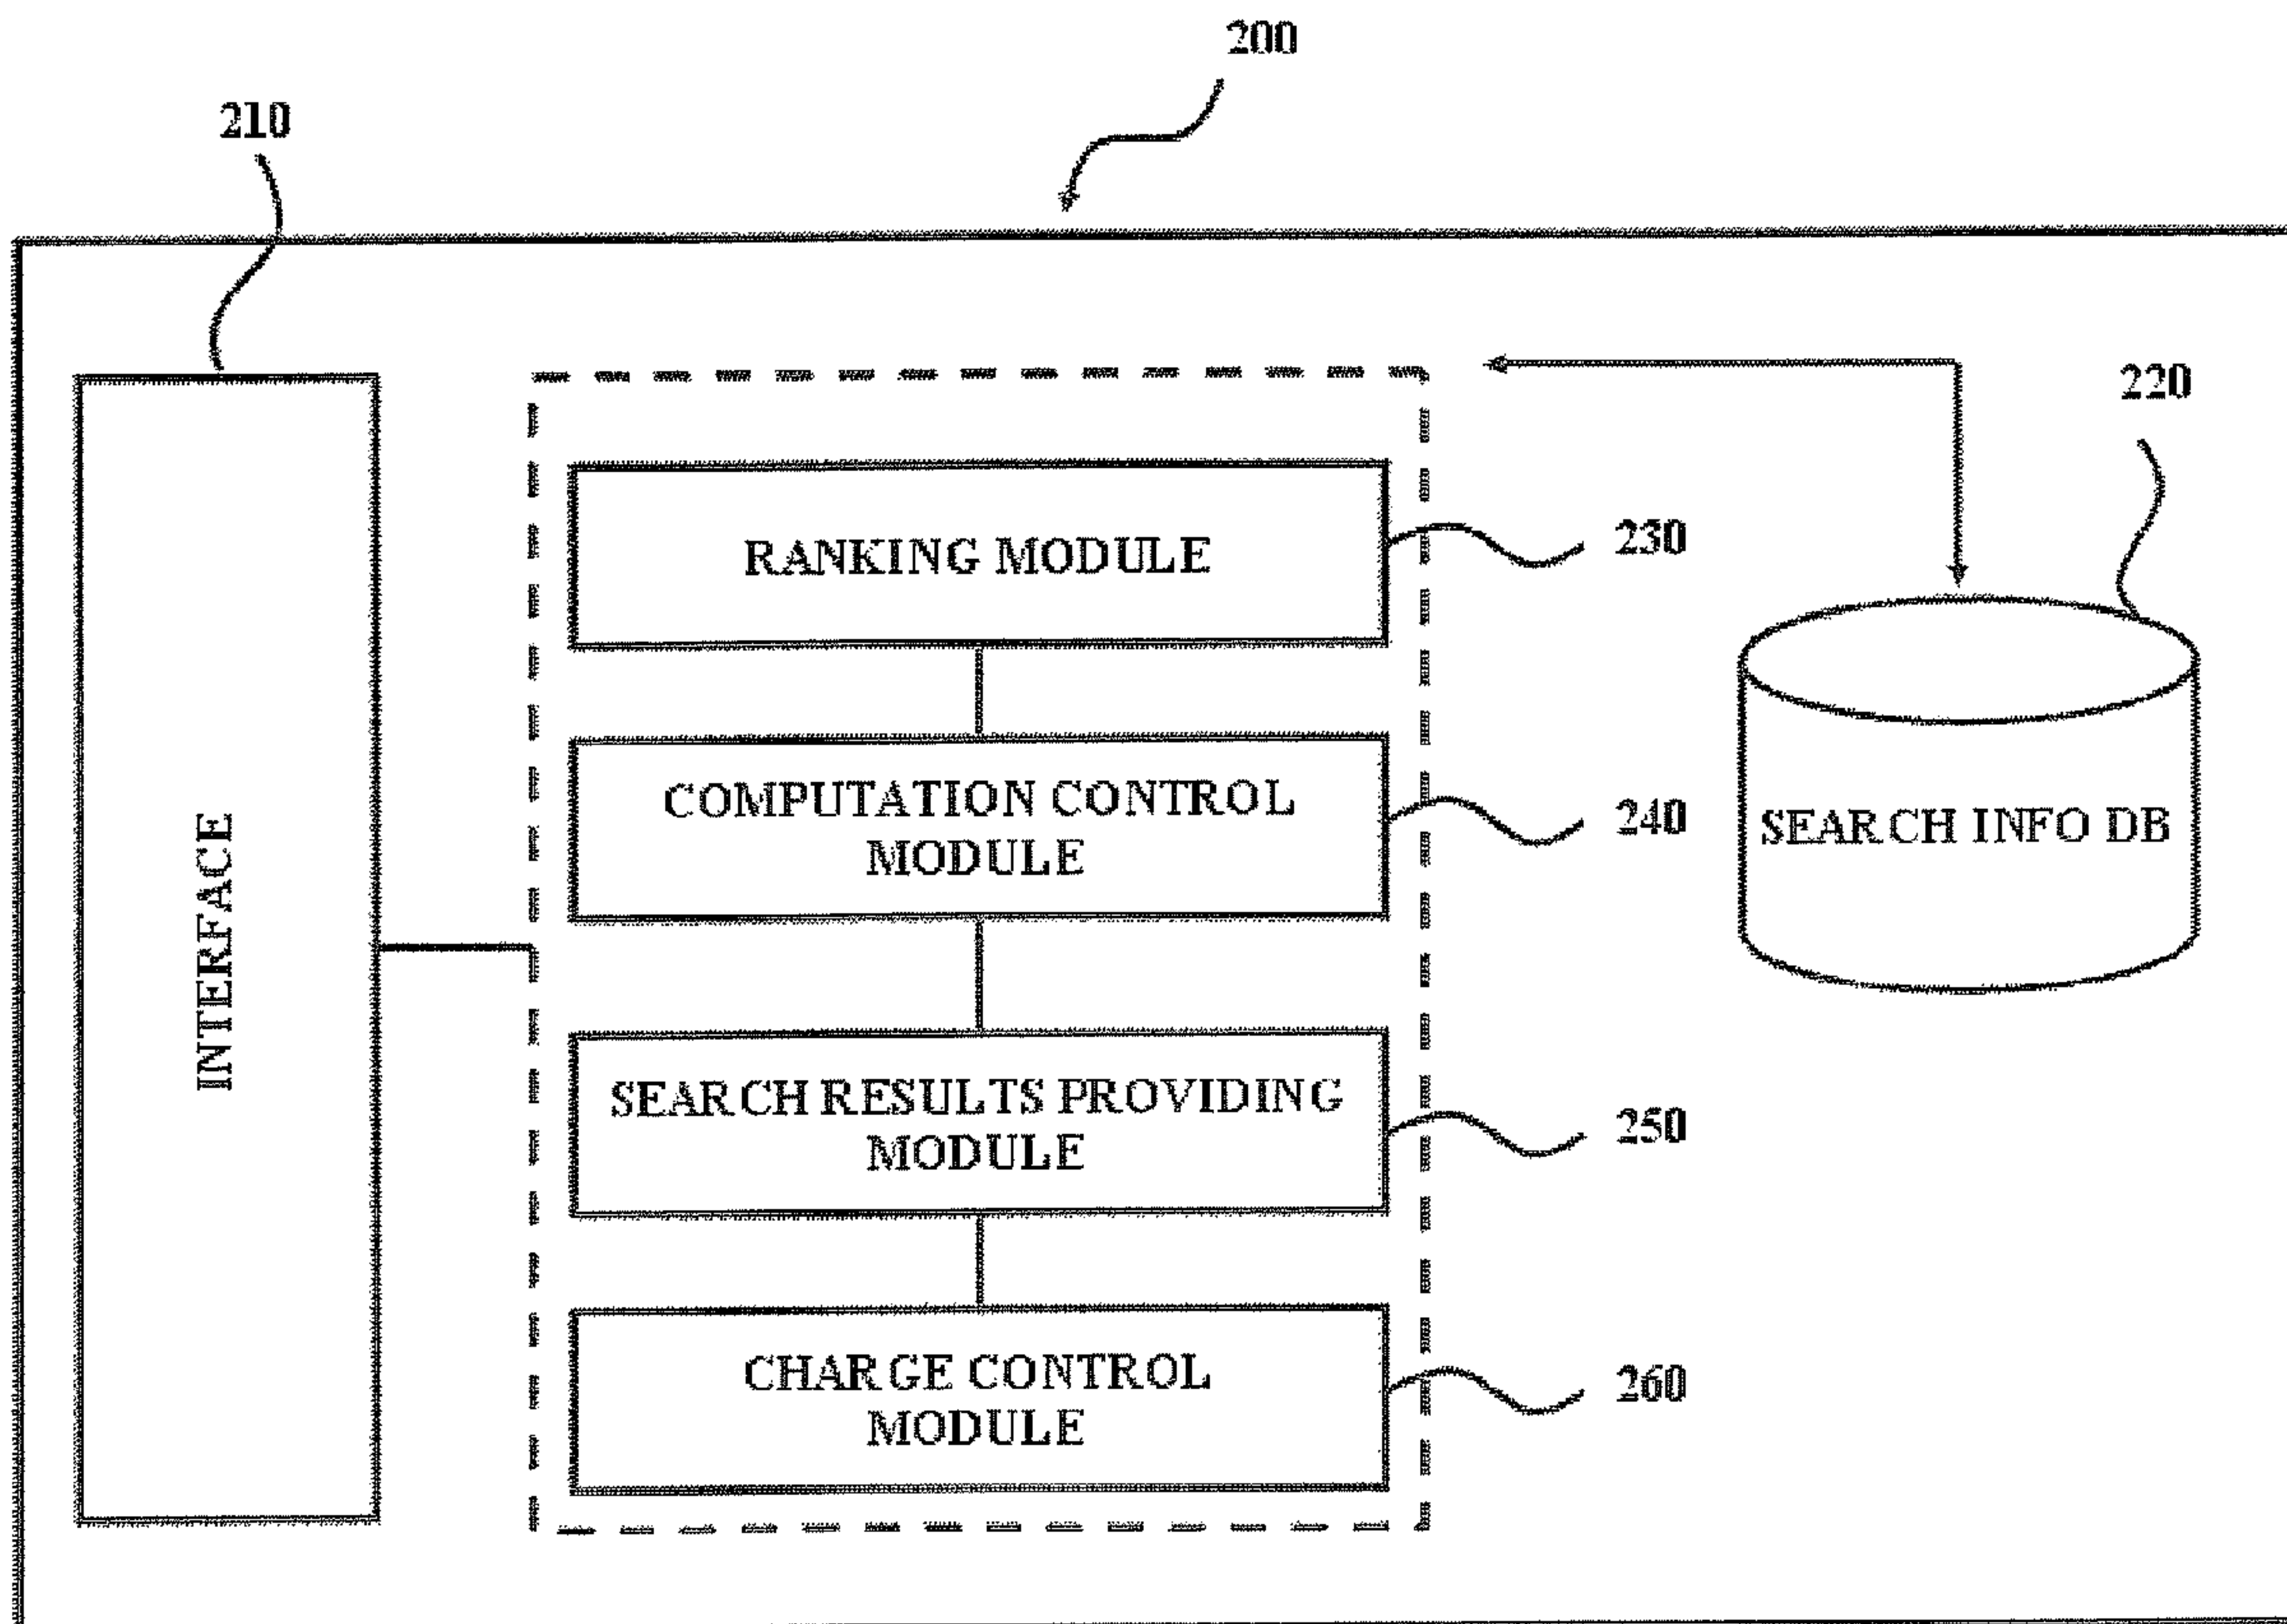 200
210
220
RANKING MODULE
230
COMPUTATION CONTROL
MODULE
240
SEARCH INFO DB
INTERFACE
SEARCH RESULTS PROVIDING
MODULE
250
CHARGE CONTROL
MODULE
260